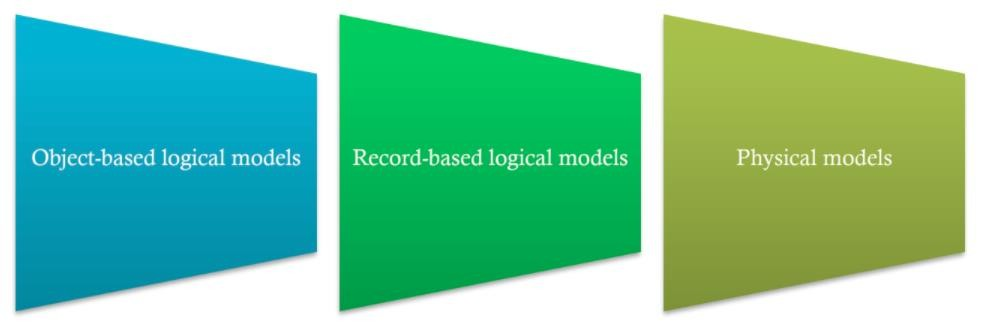 Object-based logical models
Record-based logical models
Physical models